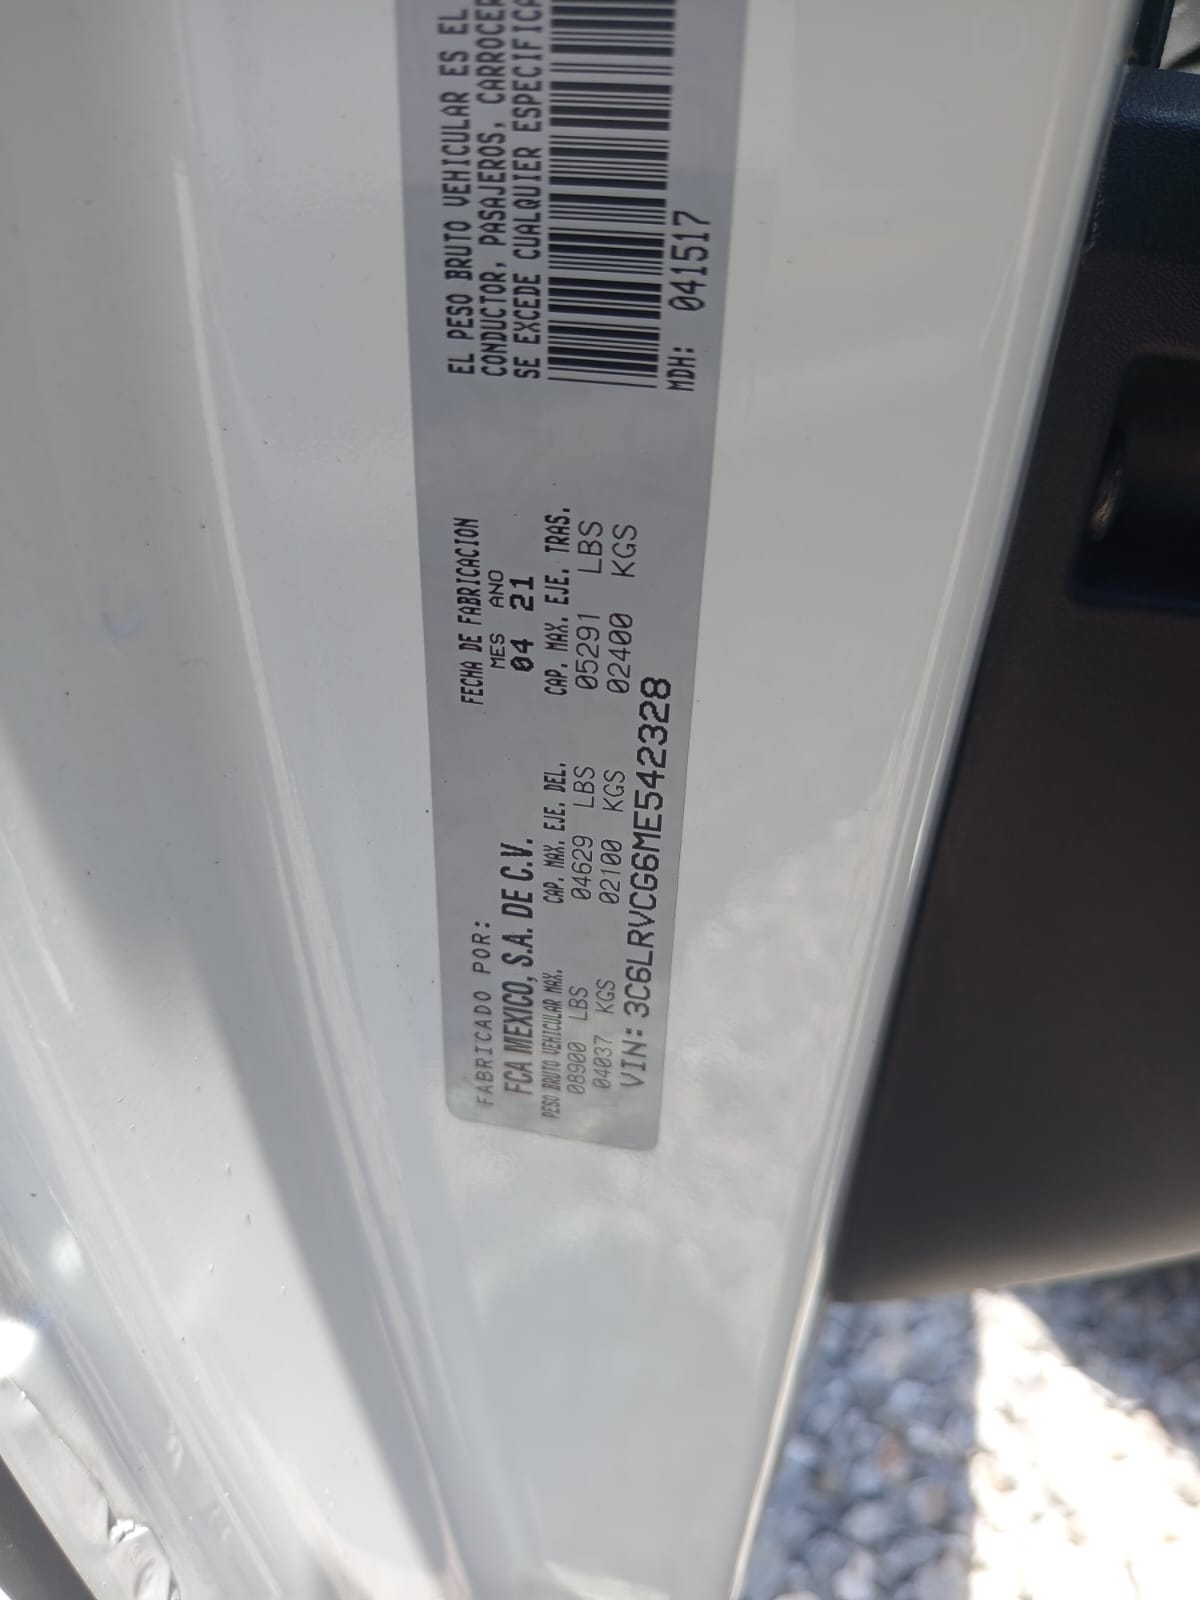 FABRICADO POR:
FCA MEXICO, S.A. DE C.V.
FECHA DE FABRICACION
MES ANO
04 21
PESO BRUTO VEHICULAR MAX.
08900 LBS
04037 KGS
CAP. MAX. EJE. DEL.
04629 LBS
02100 KGS
CAP. MAX. EJE. TRAS.
05291 LBS
02400 KGS
VIN: 3C6LRVCG6ME542328
EL PESO BRUTO VEHICULAR ES EL
CONDUCTOR, PASAJEROS, CARROCER
SE EXCEDE CUALQUIER ESPECIFICA
MDH: 041517